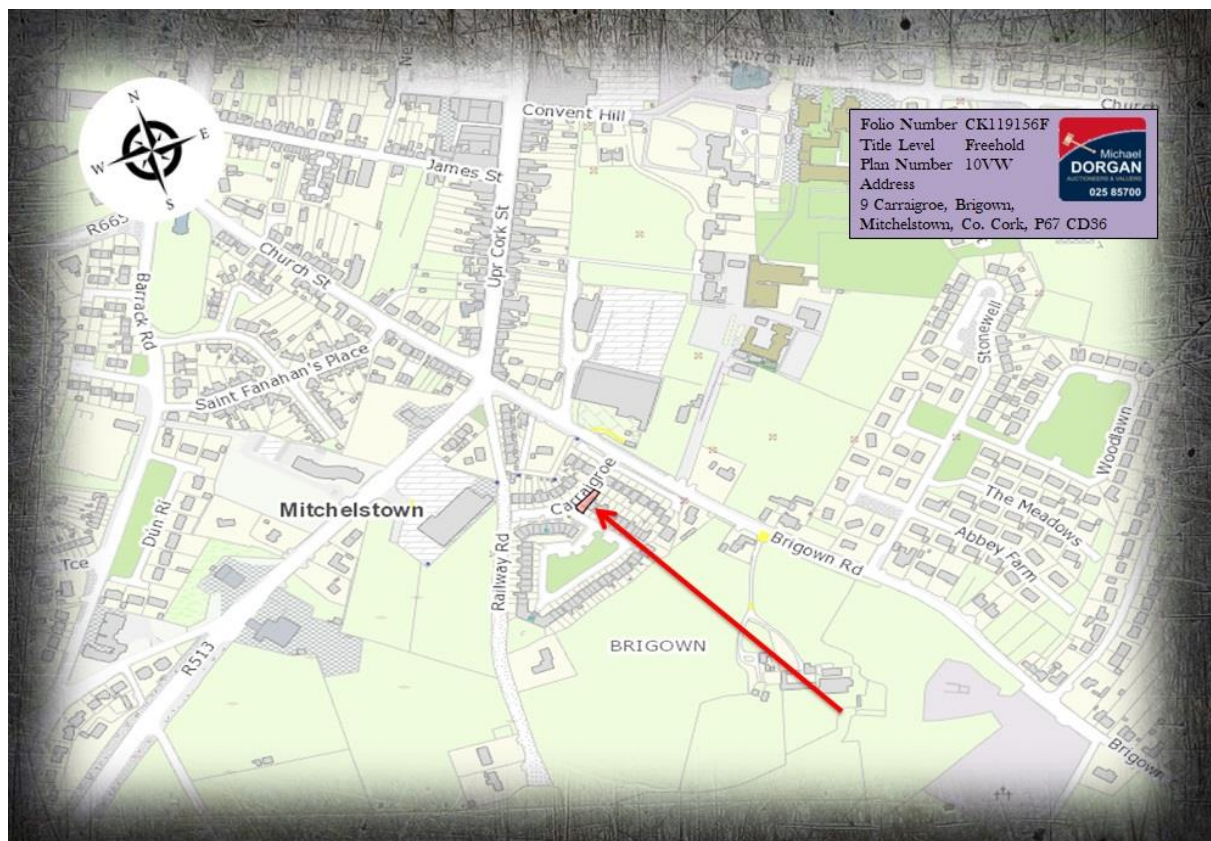 Church Hill
Convent Hill
Church
Folio Number CK119156F
Title Level Freehold
Plan Number 10VW
Address
9 Carraigroe, Brigown,
Mitchelstown, Co. Cork, P67 CD36
Michael
DORGAN
AUCTIONEERS & VALUERS
025 85700
N
E
W
S
James St
Upr Cork St
R665
Church St
Barrack Rd
Saint Fanahan's Place
Stonewell
Woodlawn
Carraigroe
Mitchelstown
The Meadows
Dún Rí
Abbey Farm
Brigown Rd
Tce
Railway Rd
BRIGOWN
R513
Brigown